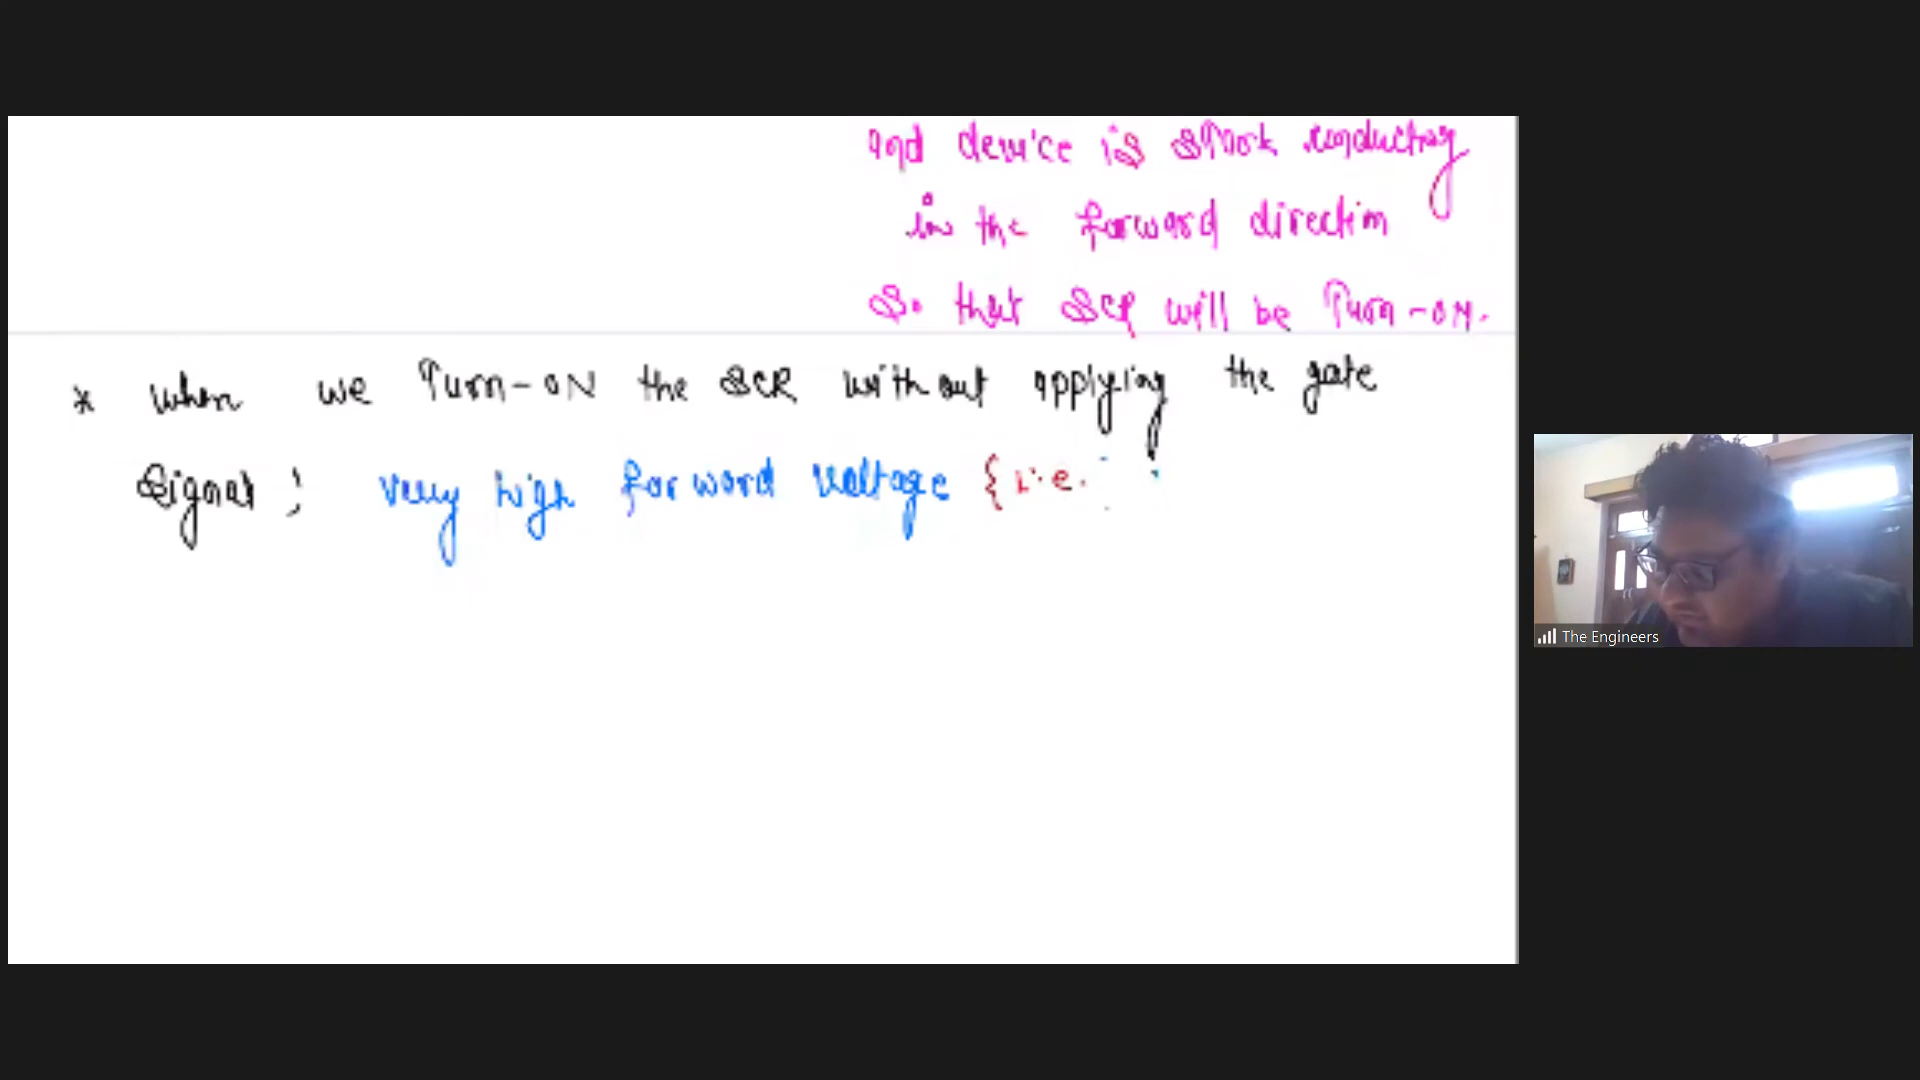 and device is start conducting
in the forward direction
So that SCR will be Turn-ON.
* when we Turn-ON the SCR without applying the gate
Signal; very high forward voltage {i.e.
The Engineers